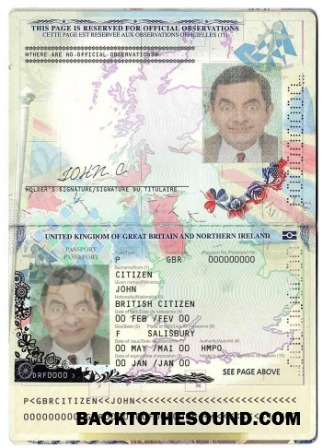 THIS PAGE IS RESERVED FOR OFFICIAL OBSERVATIONS
CETTE PAGE EST RESERVEE AUX OBSERVATIONS OFFICIELLES (11)
THERE ARE NO OFFICIAL OBSERVATIONS
JOHN C
HOLDER'S SIGNATURE/SIGNATURE DU TITULAIRE
UNITED KINGDOM OF GREAT BRITAIN AND NORTHERN IRELAND
PASSPORT
PASSEPORT
P GBR 000000000
CITIZEN
JOHN
BRITISH CITIZEN
00 FEB /FEV 00
F SALISBURY
00 MAY /MAI 00 HMPO
00 JAN /JAN 00
SEE PAGE ABOVE
P<GBRCITIZEN<<JOHN<<<<<<<<<<<<<<<<<<<<<<<<<<
BACKTOTHESOUND.COM